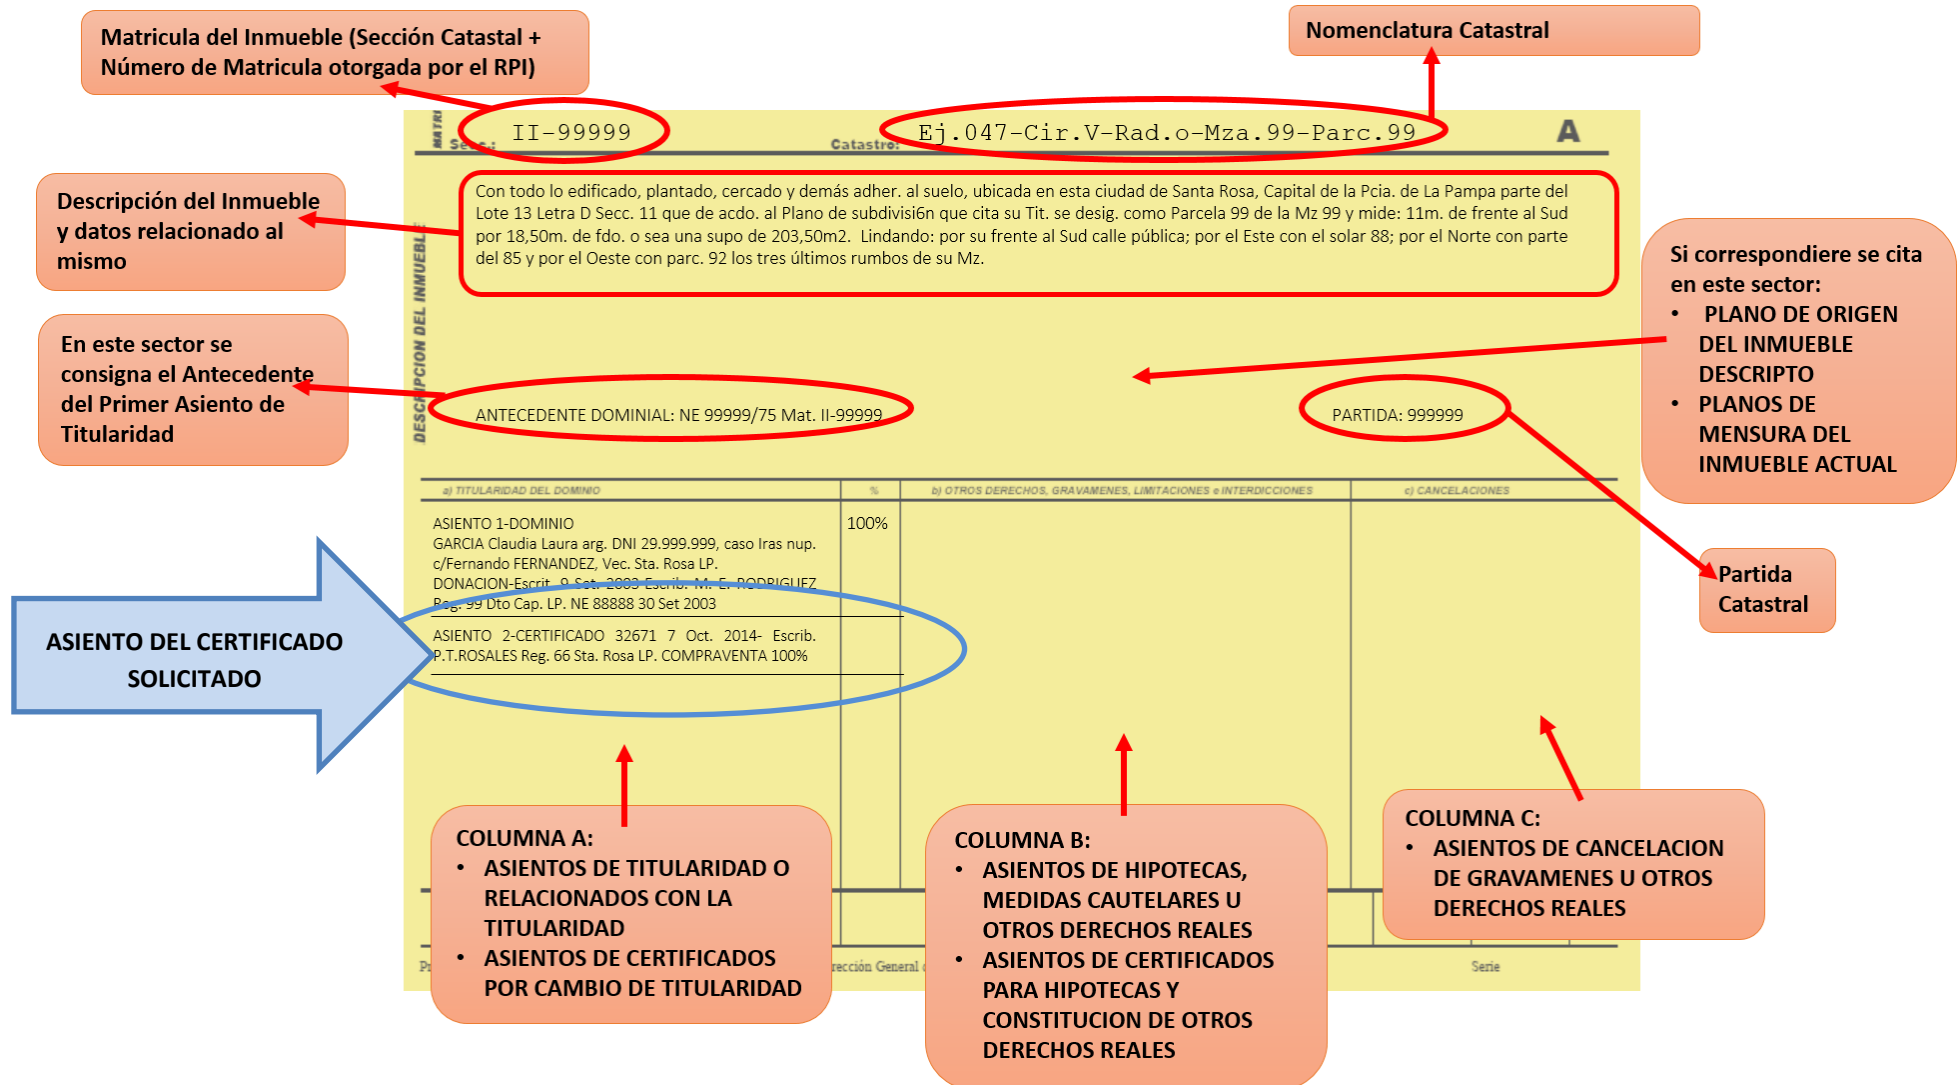 Matricula del Inmueble (Sección Catastal +
Número de Matricula otorgada por el RPI)
Nomenclatura Catastral
MATRI
Secc.:
II-99999
Catastro:
Ej.047-Cir.V-Rad.o-Mza.99-Parc.99
A
Descripción del Inmueble
y datos relacionado al
mismo
Con todo lo edificado, plantado, cercado y demás adher. al suelo, ubicada en esta ciudad de Santa Rosa, Capital de la Pcia. de La Pampa parte del
Lote 13 Letra D Secc. 11 que de acdo. al Plano de subdivisi6n que cita su Tit. se desig. como Parcela 99 de la Mz 99 y mide: 11m. de frente al Sud
por 18,50m. de fdo. o sea una supo de 203,50m2. Lindando: por su frente al Sud calle pública; por el Este con el solar 88; por el Norte con parte
del 85 y por el Oeste con parc. 92 los tres últimos rumbos de su Mz.
DESCRIPCION DEL INMUEBLE
Si correspondiere se cita
en este sector:
• PLANO DE ORIGEN
DEL INMUEBLE
DESCRIPTO
• PLANOS DE
MENSURA DEL
INMUEBLE ACTUAL
En este sector se
consigna el Antecedente
del Primer Asiento de
Titularidad
ANTECEDENTE DOMINIAL: NE 99999/75 Mat. II-99999
PARTIDA: 999999
Partida
Catastral
a) TITULARIDAD DEL DOMINIO
%
b) OTROS DERECHOS, GRAVAMENES, LIMITACIONES e INTERDICCIONES
c) CANCELACIONES
ASIENTO 1-DOMINIO
100%
GARCIA Claudia Laura arg. DNI 29.999.999, caso Iras nup.
c/Fernando FERNANDEZ, Vec. Sta. Rosa LP.
DONACION-Escrit. 9 Set. 2003 Escrib. M. E. RODRIGUEZ
Reg. 99 Dto Cap. LP. NE 88888 30 Set 2003
ASIENTO 2-CERTIFICADO 32671 7 Oct. 2014- Escrib.
P.T.ROSALES Reg. 66 Sta. Rosa LP. COMPRAVENTA 100%
ASIENTO DEL CERTIFICADO
SOLICITADO
COLUMNA A:
• ASIENTOS DE TITULARIDAD O
RELACIONADOS CON LA
TITULARIDAD
• ASIENTOS DE CERTIFICADOS
POR CAMBIO DE TITULARIDAD
COLUMNA B:
• ASIENTOS DE HIPOTECAS,
MEDIDAS CAUTELARES U
OTROS DERECHOS REALES
• ASIENTOS DE CERTIFICADOS
PARA HIPOTECAS Y
CONSTITUCION DE OTROS
DERECHOS REALES
COLUMNA C:
• ASIENTOS DE CANCELACION
DE GRAVAMENES U OTROS
DERECHOS REALES
rección General
Serie